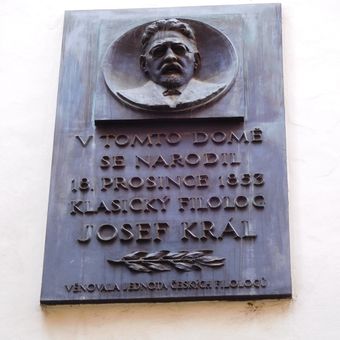 V TOMTO DOMĚ
SE NARODIL
18. PROSINCE 1853
KLASICKÝ FILOLOG
JOSEF KRÁL
VĚNOVALA JEDNOTA ČESKÝCH FILOLOGŮ